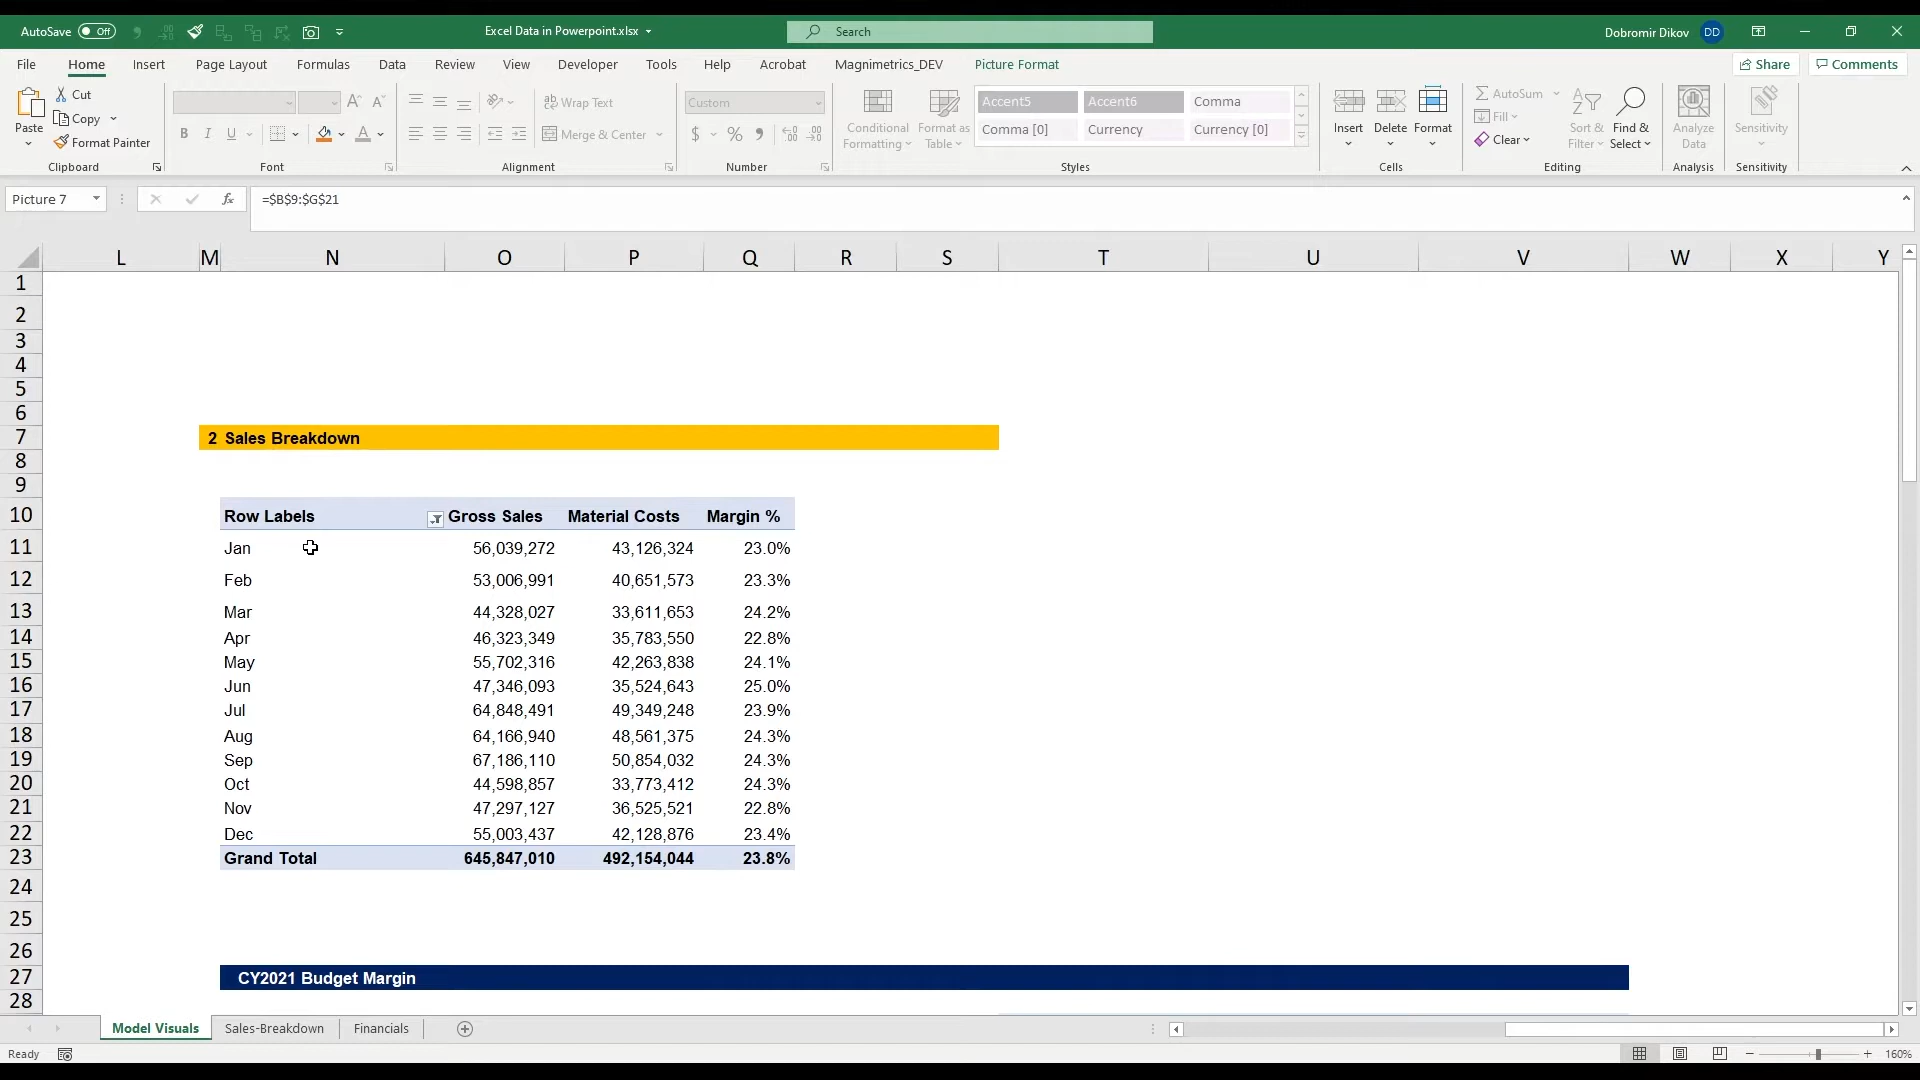 AutoSave Off Excel Data in Powerpoint.xlsx Search Dobromir Dikov DD
File Home Insert Page Layout Formulas Data Review View Developer Tools Help Acrobat Magnimetrics_DEV Picture Format Share Comments
Paste
Cut
Copy
Format Painter
Clipboard
B I U
Font
Wrap Text
Merge & Center
Alignment
Custom
$ % 9
Number
Conditional Formatting
Format as Table
Accent5 Accent6 Comma
Comma [0] Currency Currency [0]
Styles
Insert Delete Format
Cells
AutoSum
Fill
Clear
Sort & Filter
Find & Select
Editing
Analyze Data
Analysis
Sensitivity
Sensitivity
Picture 7 fx =$B$9:$G$21
L M N O P Q R S T U V W X Y
1
2
3
4
5
6
7 2 Sales Breakdown
8
9
10 Row Labels Gross Sales Material Costs Margin %
11 Jan 56,039,272 43,126,324 23.0%
12 Feb 53,006,991 40,651,573 23.3%
13 Mar 44,328,027 33,611,653 24.2%
14 Apr 46,323,349 35,783,550 22.8%
15 May 55,702,316 42,263,838 24.1%
16 Jun 47,346,093 35,524,643 25.0%
17 Jul 64,848,491 49,349,248 23.9%
18 Aug 64,166,940 48,561,375 24.3%
19 Sep 67,186,110 50,854,032 24.3%
20 Oct 44,598,857 33,773,412 24.3%
21 Nov 47,297,127 36,525,521 22.8%
22 Dec 55,003,437 42,128,876 23.4%
23 Grand Total 645,847,010 492,154,044 23.8%
24
25
26
27 CY2021 Budget Margin
28
Model Visuals Sales-Breakdown Financials
Ready 160%